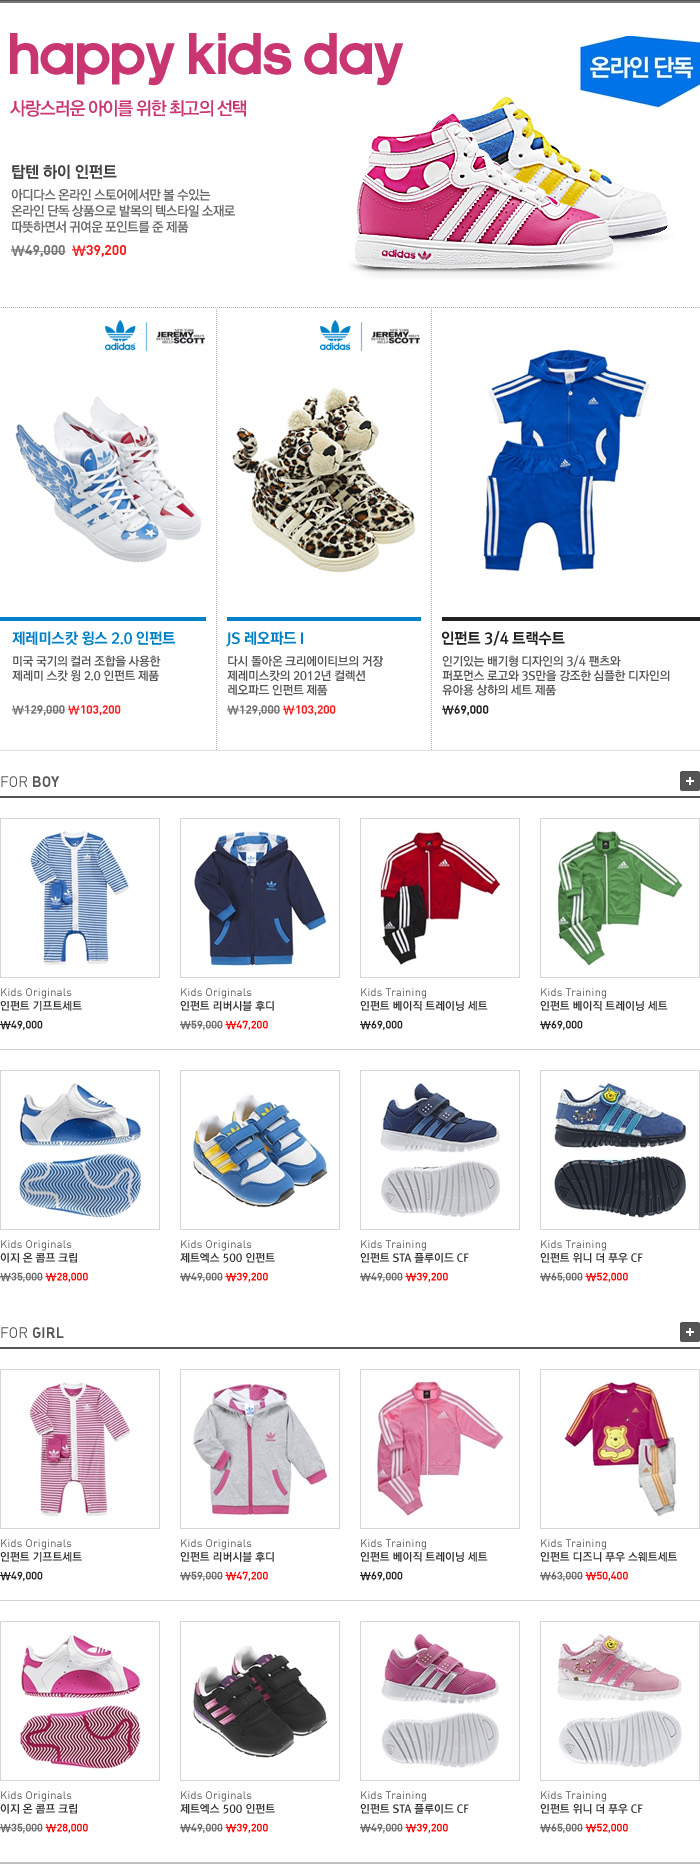 happy kids day
온라인 단독
사랑스러운 아이를 위한 최고의 선택
탑텐 하이 인펀트
아디다스 온라인 스토어에서만 볼 수있는
온라인 단독 상품으로 발목의 텍스타일 소재로
따뜻하면서 귀여운 포인트를 준 제품
₩49,000 ₩39,200
adidas
adidas
JEREMY
SCOTT
adidas
JEREMY
SCOTT
제레미스캇 윙스 2.0 인펀트
미국 국기의 컬러 조합을 사용한
제레미 스캇 윙 2.0 인펀트 제품
₩129,000 ₩103,200
JS 레오파드 I
다시 돌아온 크리에이티브의 거장
제레미스캇의 2012년 컬렉션
레오파드 인펀트 제품
₩129,000 ₩103,200
인펀트 3/4 트랙수트
인기있는 배기형 디자인의 3/4 팬츠와
퍼포먼스 로고와 3S만을 강조한 심플한 디자인의
유아용 상하의 세트 제품
₩69,000
FOR BOY
+
Kids Originals
인펀트 기프트세트
₩49,000
Kids Originals
인펀트 리버시블 후디
₩59,000 ₩47,200
Kids Training
인펀트 베이직 트레이닝 세트
₩69,000
Kids Training
인펀트 베이직 트레이닝 세트
₩69,000
Kids Originals
이지 온 콤프 크립
₩35,000 ₩28,000
Kids Originals
제트엑스 500 인펀트
₩49,000 ₩39,200
Kids Training
인펀트 STA 플루이드 CF
₩49,000 ₩39,200
Kids Training
인펀트 위니 더 푸우 CF
₩65,000 ₩52,000
FOR GIRL
+
Kids Originals
인펀트 기프트세트
₩49,000
Kids Originals
인펀트 리버시블 후디
₩59,000 ₩47,200
Kids Training
인펀트 베이직 트레이닝 세트
₩69,000
Kids Training
인펀트 디즈니 푸우 스웨트세트
₩63,000 ₩50,400
Kids Originals
이지 온 콤프 크립
₩35,000 ₩28,000
Kids Originals
제트엑스 500 인펀트
₩49,000 ₩39,200
Kids Training
인펀트 STA 플루이드 CF
₩49,000 ₩39,200
Kids Training
인펀트 위니 더 푸우 CF
₩65,000 ₩52,000